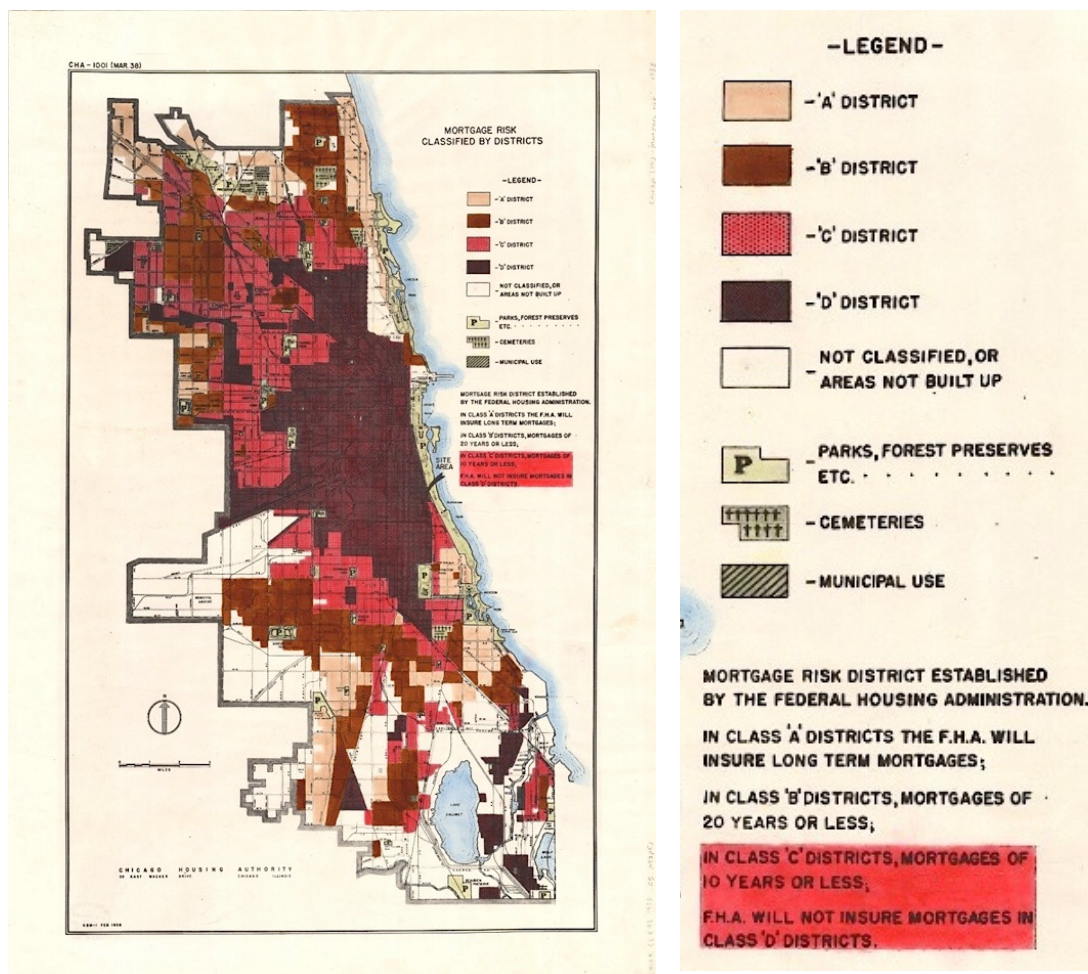 CHA-1001 (MAR. 38)
MORTGAGE RISK
CLASSIFIED BY DISTRICTS
-LEGEND-
-'A' DISTRICT
-'B' DISTRICT
-'C' DISTRICT
-'D' DISTRICT
NOT CLASSIFIED, OR
- AREAS NOT BUILT UP
P
-PARKS, FOREST PRESERVES
ETC.
-CEMETERIES
-MUNICIPAL USE
MORTGAGE RISK DISTRICT ESTABLISHED
BY THE FEDERAL HOUSING ADMINISTRATION.
IN CLASS 'A' DISTRICTS THE F.H.A. WILL
INSURE LONG TERM MORTGAGES;
IN CLASS 'B' DISTRICTS, MORTGAGES OF
20 YEARS OR LESS;
IN CLASS 'C' DISTRICTS, MORTGAGES OF
10 YEARS OR LESS;
F.H.A. WILL NOT INSURE MORTGAGES IN
CLASS 'D' DISTRICTS.
SITE
AREA
LAKE
CALUMET
N
MILES
CHICAGO HOUSING AUTHORITY
CHICAGO ILLINOIS
-LEGEND-
-'A' DISTRICT
-'B' DISTRICT
-'C' DISTRICT
-'D' DISTRICT
NOT CLASSIFIED, OR
- AREAS NOT BUILT UP
P
-PARKS, FOREST PRESERVES
ETC. . . . . . . . . . .
-CEMETERIES
-MUNICIPAL USE
MORTGAGE RISK DISTRICT ESTABLISHED
BY THE FEDERAL HOUSING ADMINISTRATION.
IN CLASS 'A' DISTRICTS THE F.H.A. WILL
INSURE LONG TERM MORTGAGES;
IN CLASS 'B' DISTRICTS, MORTGAGES OF
20 YEARS OR LESS;
IN CLASS 'C' DISTRICTS, MORTGAGES OF
10 YEARS OR LESS;
F.H.A. WILL NOT INSURE MORTGAGES IN
CLASS 'D' DISTRICTS.